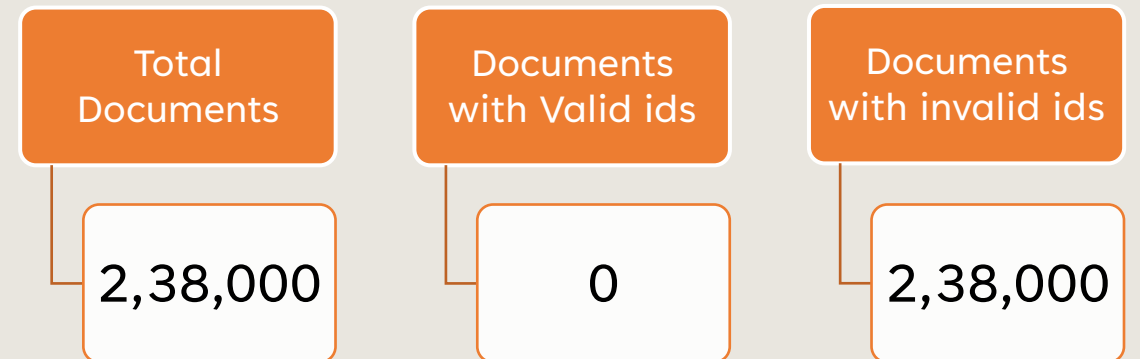 Total
Documents
2,38,000
Documents
with Valid ids
0
Documents
with invalid ids
2,38,000